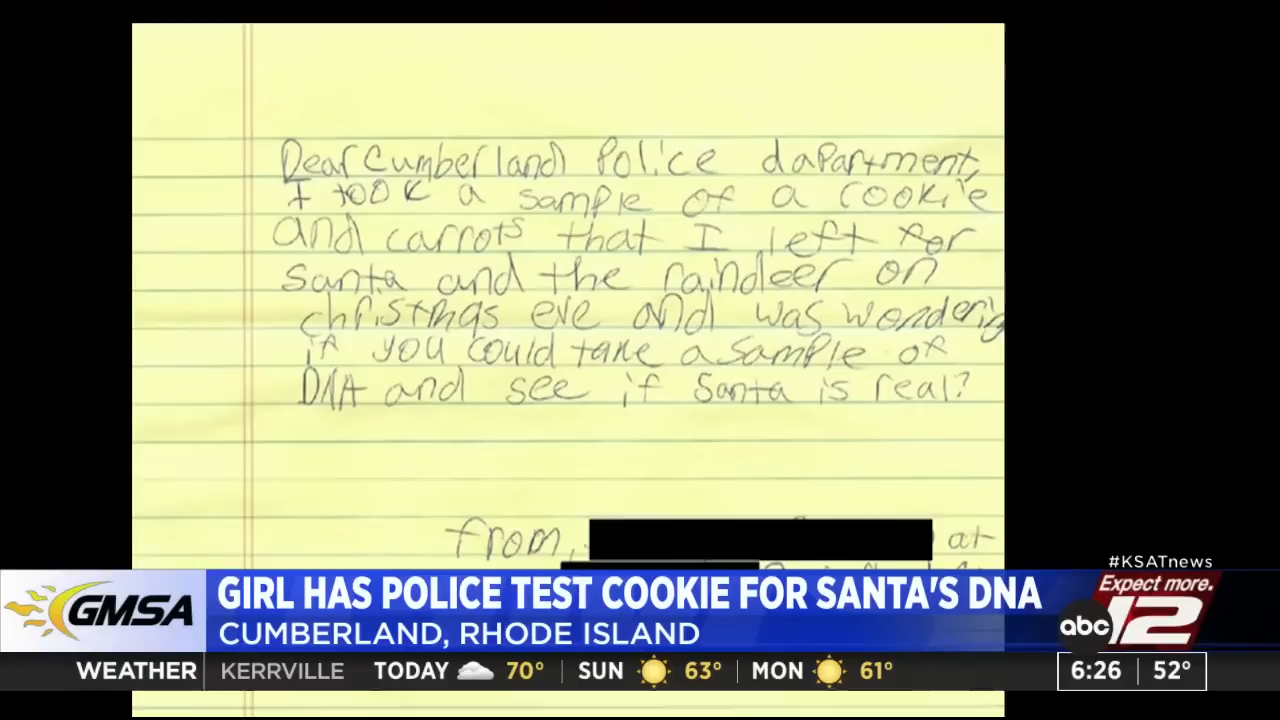 Dear Cumberland Police dapartment,
I took a sample of a cookie
and carrots that I left for
santa and the raindeer on
christmas eve and was wondering
if you could take a sample of
DNA and see if Santa is real?
from, at
#KSATnews
GMSA
GIRL HAS POLICE TEST COOKIE FOR SANTA'S DNA
CUMBERLAND, RHODE ISLAND
Expect more.
abc 12
WEATHER KERRVILLE TODAY 70° SUN 63° MON 61° 6:26 52°